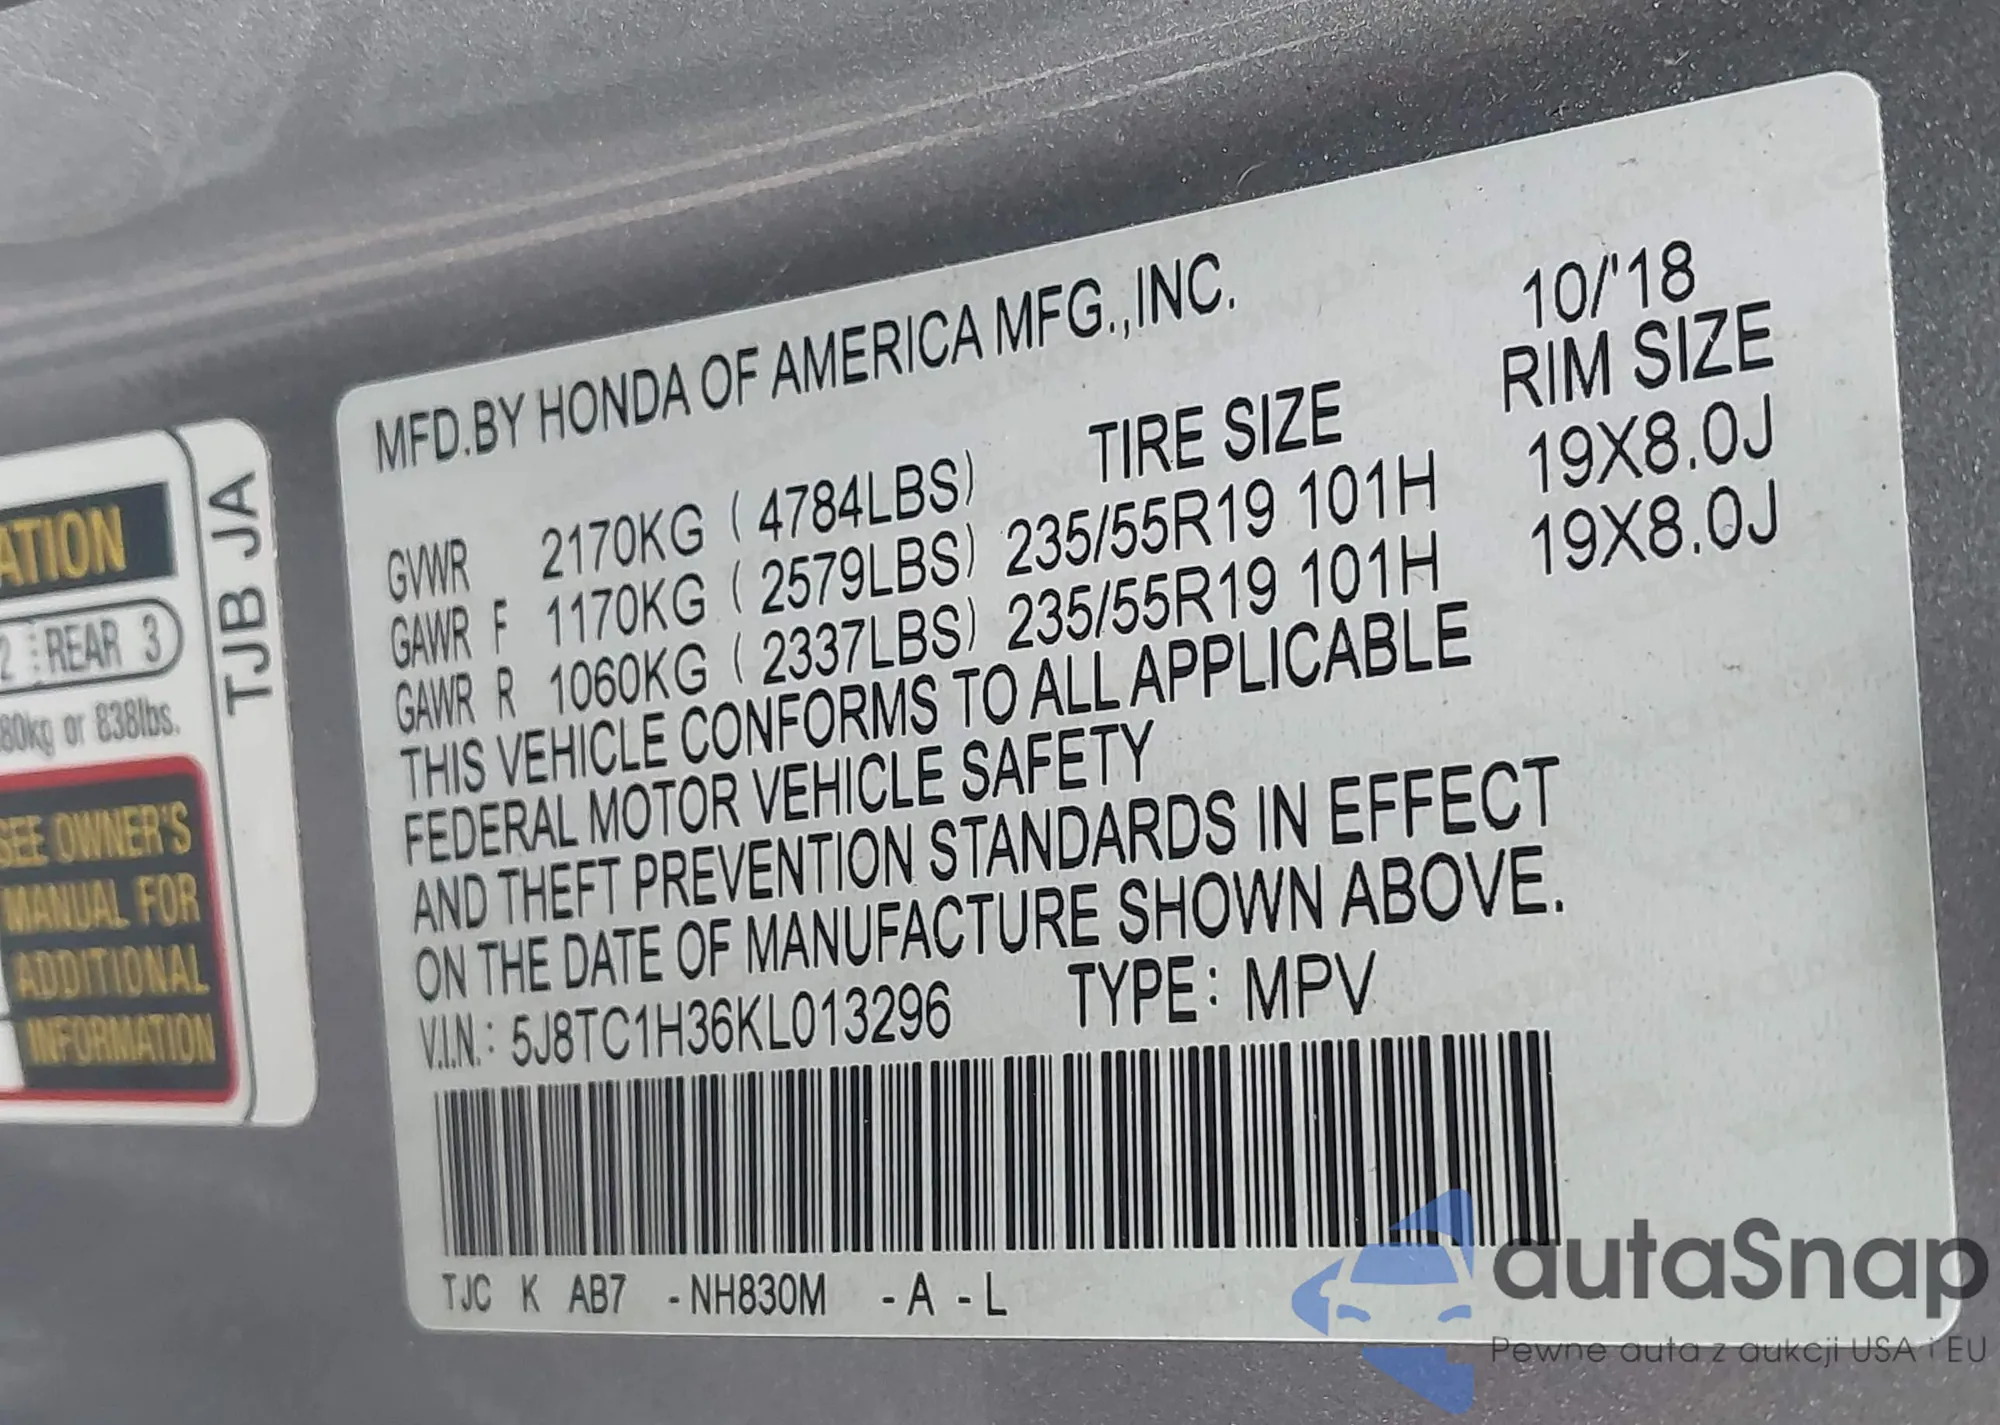 MFD.BY HONDA OF AMERICA MFG.,INC. 10/'18
TIRE SIZE RIM SIZE
GVWR 2170KG ( 4784LBS)
GAWR F 1170KG ( 2579LBS) 235/55R19 101H 19X8.0J
GAWR R 1060KG ( 2337LBS) 235/55R19 101H 19X8.0J
THIS VEHICLE CONFORMS TO ALL APPLICABLE
FEDERAL MOTOR VEHICLE SAFETY
AND THEFT PREVENTION STANDARDS IN EFFECT
ON THE DATE OF MANUFACTURE SHOWN ABOVE.
V.I.N.: 5J8TC1H36KL013296 TYPE: MPV
TJC K AB7 -NH830M -A -L
ATION
2 REAR 3
80kg or 838lbs.
SEE OWNER'S
MANUAL FOR
ADDITIONAL
INFORMATION
TJB JA
autaSnap
Pewne auta z aukcji USA i EU